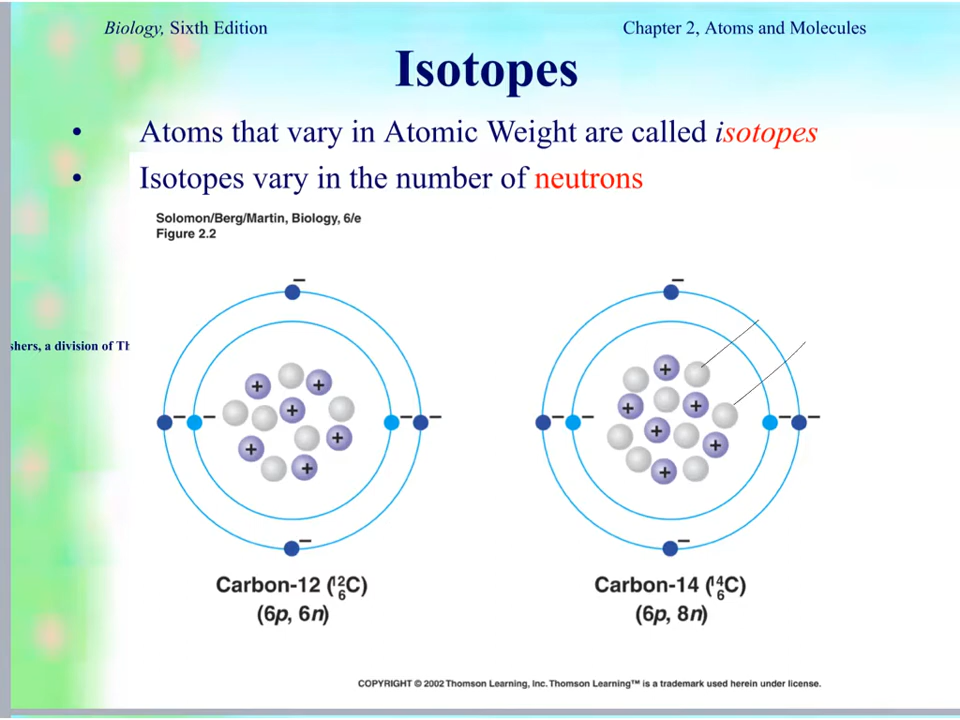 Biology, Sixth Edition
Chapter 2, Atoms and Molecules
Isotopes
• Atoms that vary in Atomic Weight are called isotopes
• Isotopes vary in the number of neutrons
Solomon/Berg/Martin, Biology, 6/e
Figure 2.2
shers, a division of Th
− −
+ + + + + +
− − − −
− −
+ + + + + +
− − − −
Carbon-12 (¹²₆C)
(6p, 6n)
Carbon-14 (¹⁴₆C)
(6p, 8n)
COPYRIGHT © 2002 Thomson Learning, Inc. Thomson Learning™ is a trademark used herein under license.